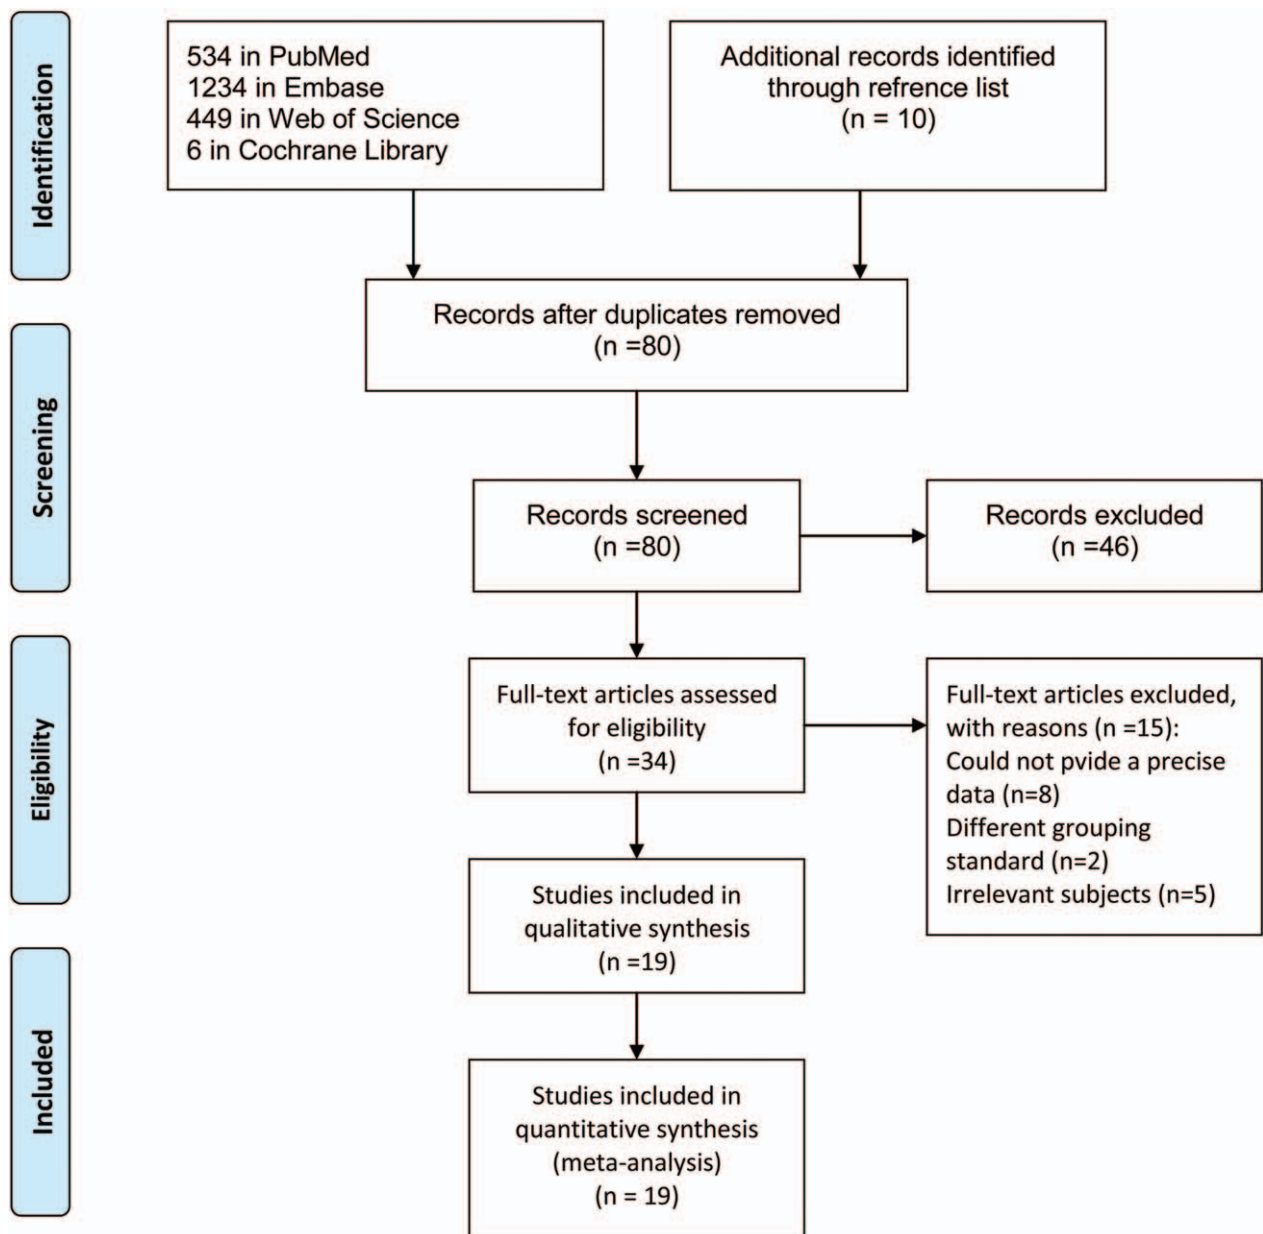 Identification
534 in PubMed
1234 in Embase
449 in Web of Science
6 in Cochrane Library
Additional records identified
through refrence list
(n = 10)
Records after duplicates removed
(n =80)
Screening
Records screened
(n =80)
Records excluded
(n =46)
Eligibility
Full-text articles assessed
for eligibility
(n =34)
Full-text articles excluded,
with reasons (n =15):
Could not pvide a precise
data (n=8)
Different grouping
standard (n=2)
Irrelevant subjects (n=5)
Studies included in
qualitative synthesis
(n =19)
Included
Studies included in
quantitative synthesis
(meta-analysis)
(n = 19)